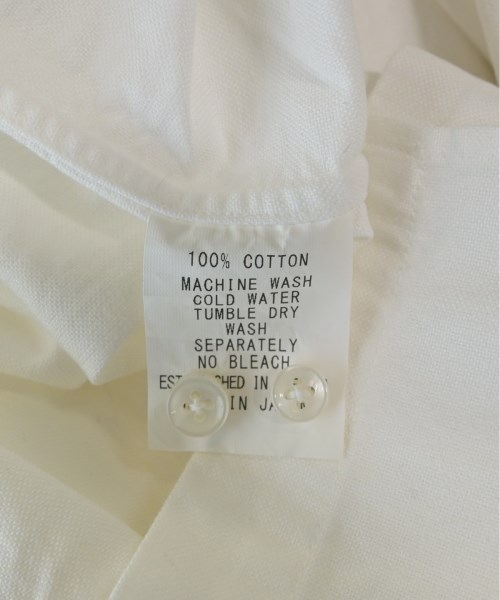 100% COTTON
MACHINE WASH
COLD WATER
TUMBLE DRY
WASH
SEPARATELY
NO BLEACH
IN
IN